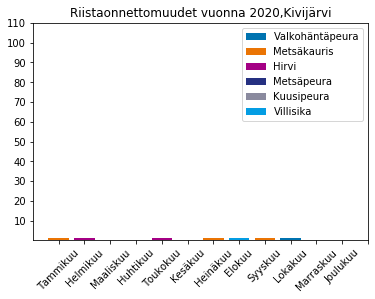 Riistaonnettomuudet vuonna 2020,Kivijärvi
110
100
90
80
70
60
50
40
30
20
10
Valkohäntäpeura
Metsäkauris
Hirvi
Metsäpeura
Kuusipeura
Villisika
Tammikuu
Helmikuu
Maaliskuu
Huhtikuu
Toukokuu
Kesäkuu
Heinäkuu
Elokuu
Syyskuu
Lokakuu
Marraskuu
Joulukuu